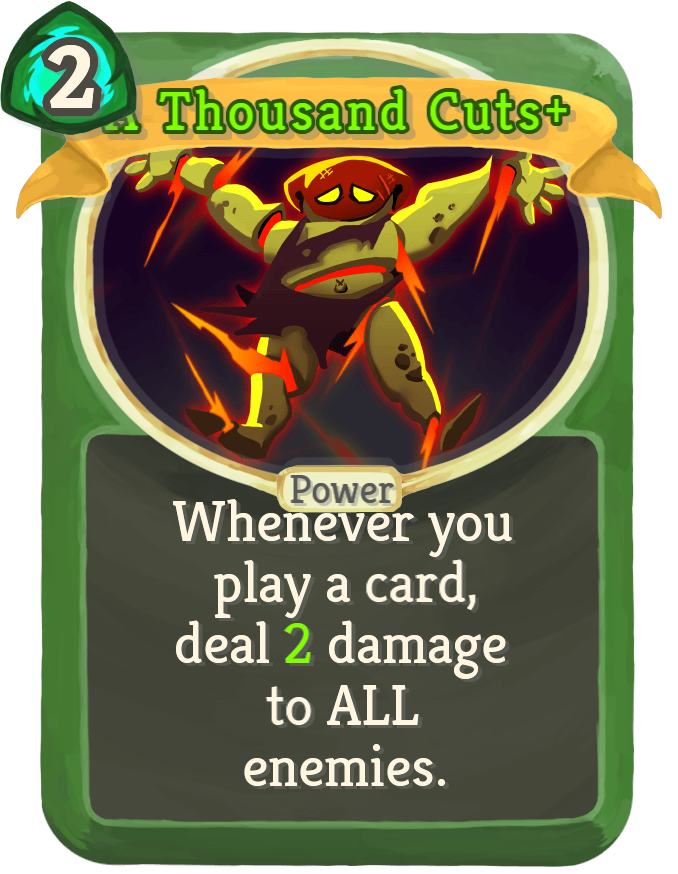 2
A Thousand Cuts+
Power
Whenever you
play a card,
deal 2 damage
to ALL
enemies.